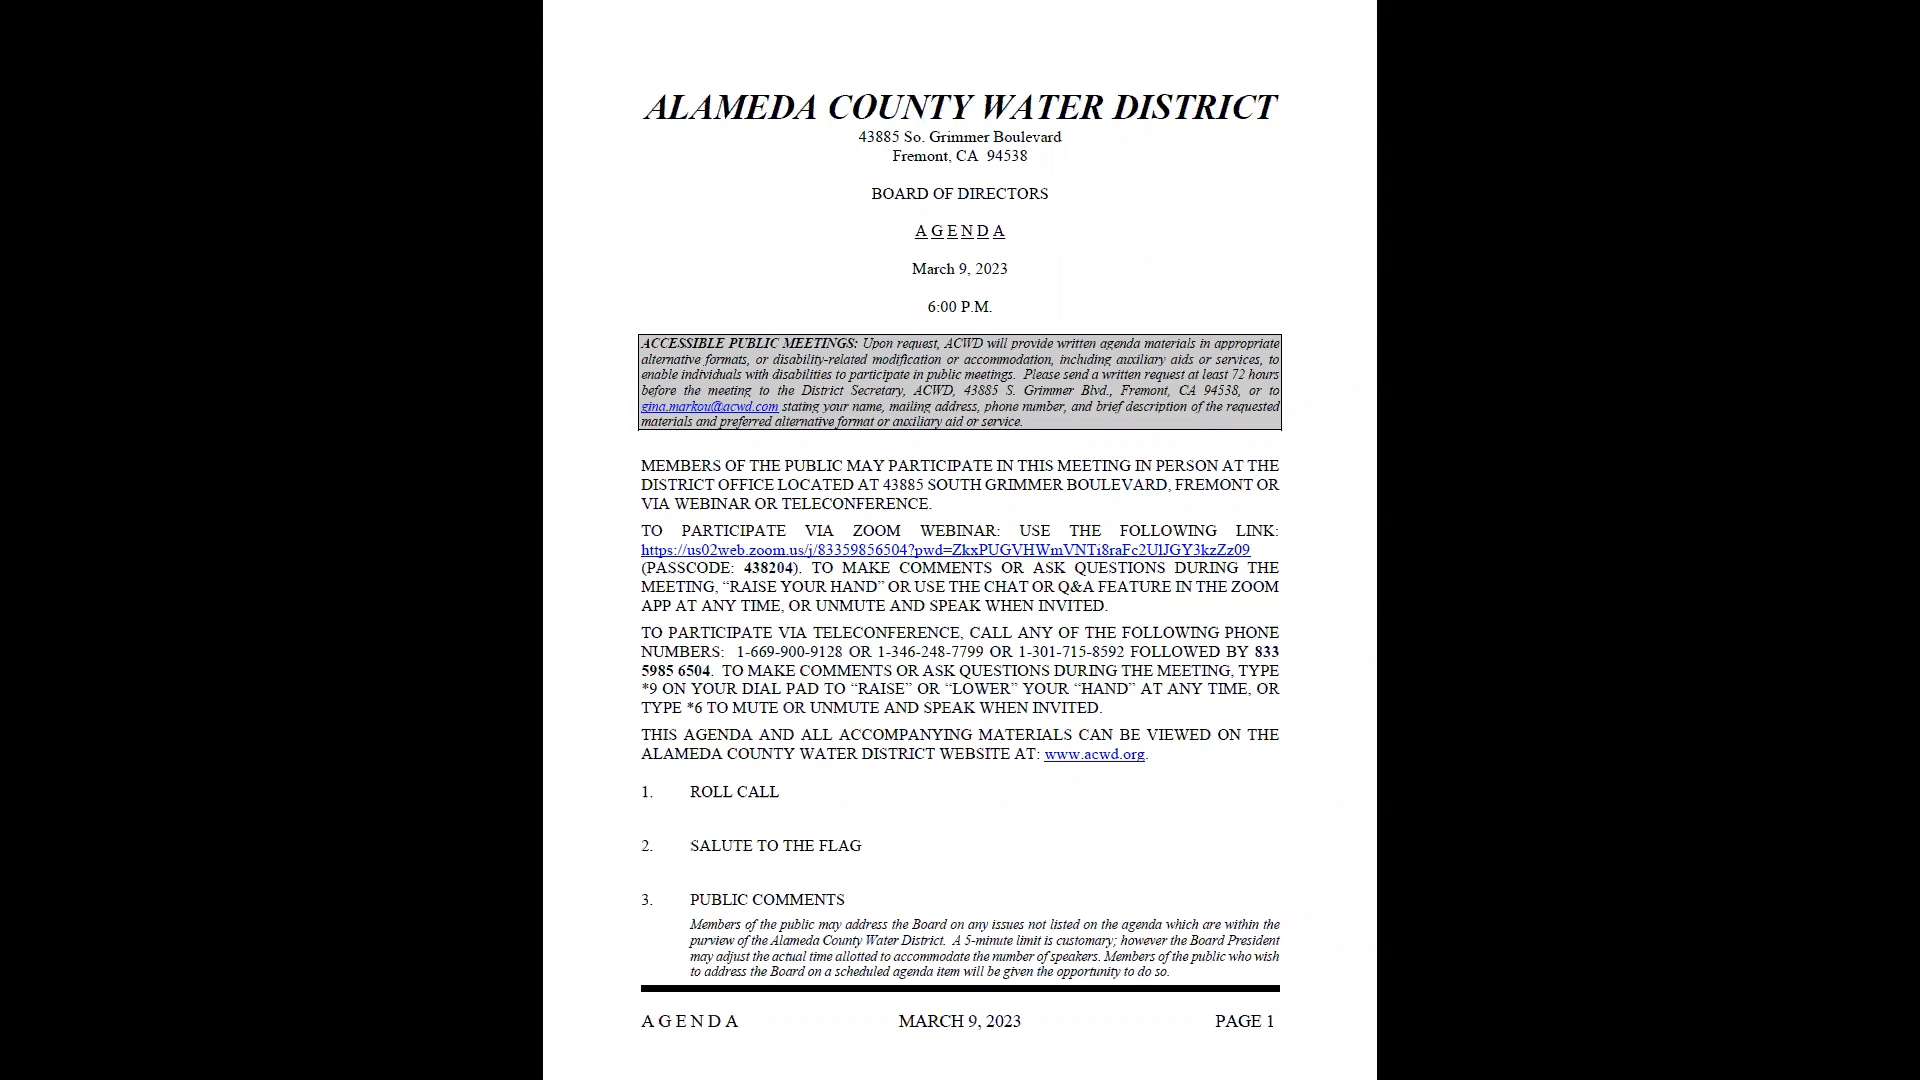 ALAMEDA COUNTY WATER DISTRICT
43885 So. Grimmer Boulevard
Fremont, CA 94538
BOARD OF DIRECTORS
A G E N D A
March 9, 2023
6:00 P.M.
ACCESSIBLE PUBLIC MEETINGS: Upon request, ACWD will provide written agenda materials in appropriate
alternative formats, or disability-related modification or accommodation, including auxiliary aids or services, to
enable individuals with disabilities to participate in public meetings. Please send a written request at least 72 hours
before the meeting to the District Secretary, ACWD, 43885 S. Grimmer Blvd., Fremont, CA 94538, or to
gina.markou@acwd.com stating your name, mailing address, phone number, and brief description of the requested
materials and preferred alternative format or auxiliary aid or service.
MEMBERS OF THE PUBLIC MAY PARTICIPATE IN THIS MEETING IN PERSON AT THE
DISTRICT OFFICE LOCATED AT 43885 SOUTH GRIMMER BOULEVARD, FREMONT OR
VIA WEBINAR OR TELECONFERENCE.
TO PARTICIPATE VIA ZOOM WEBINAR: USE THE FOLLOWING LINK:
https://us02web.zoom.us/j/83359856504?pwd=ZkxPUGVHWmVNTi8raFc2UlJGY3kzZz09
(PASSCODE: 438204). TO MAKE COMMENTS OR ASK QUESTIONS DURING THE
MEETING, “RAISE YOUR HAND” OR USE THE CHAT OR Q&A FEATURE IN THE ZOOM
APP AT ANY TIME, OR UNMUTE AND SPEAK WHEN INVITED.
TO PARTICIPATE VIA TELECONFERENCE, CALL ANY OF THE FOLLOWING PHONE
NUMBERS: 1-669-900-9128 OR 1-346-248-7799 OR 1-301-715-8592 FOLLOWED BY 833
5985 6504. TO MAKE COMMENTS OR ASK QUESTIONS DURING THE MEETING, TYPE
*9 ON YOUR DIAL PAD TO “RAISE” OR “LOWER” YOUR “HAND” AT ANY TIME, OR
TYPE *6 TO MUTE OR UNMUTE AND SPEAK WHEN INVITED.
THIS AGENDA AND ALL ACCOMPANYING MATERIALS CAN BE VIEWED ON THE
ALAMEDA COUNTY WATER DISTRICT WEBSITE AT: www.acwd.org.
1. ROLL CALL
2. SALUTE TO THE FLAG
3. PUBLIC COMMENTS
Members of the public may address the Board on any issues not listed on the agenda which are within the
purview of the Alameda County Water District. A 5-minute limit is customary; however the Board President
may adjust the actual time allotted to accommodate the number of speakers. Members of the public who wish
to address the Board on a scheduled agenda item will be given the opportunity to do so.
A G E N D A MARCH 9, 2023 PAGE 1